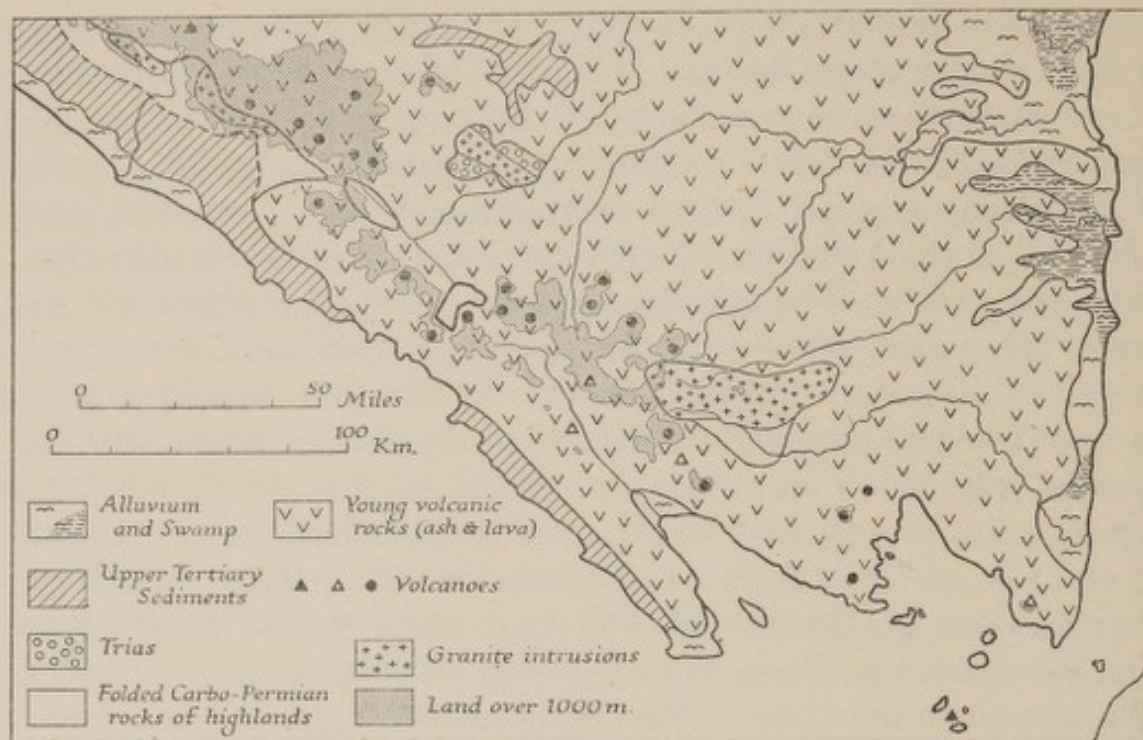 0 50 Miles
0 100 Km.
Alluvium
and Swamp
Young volcanic
rocks (ash & lava)
Upper Tertiary
Sediments
Volcanoes
Trias
Granite intrusions
Folded Carbo-Permian
rocks of highlands
Land over 1000 m.